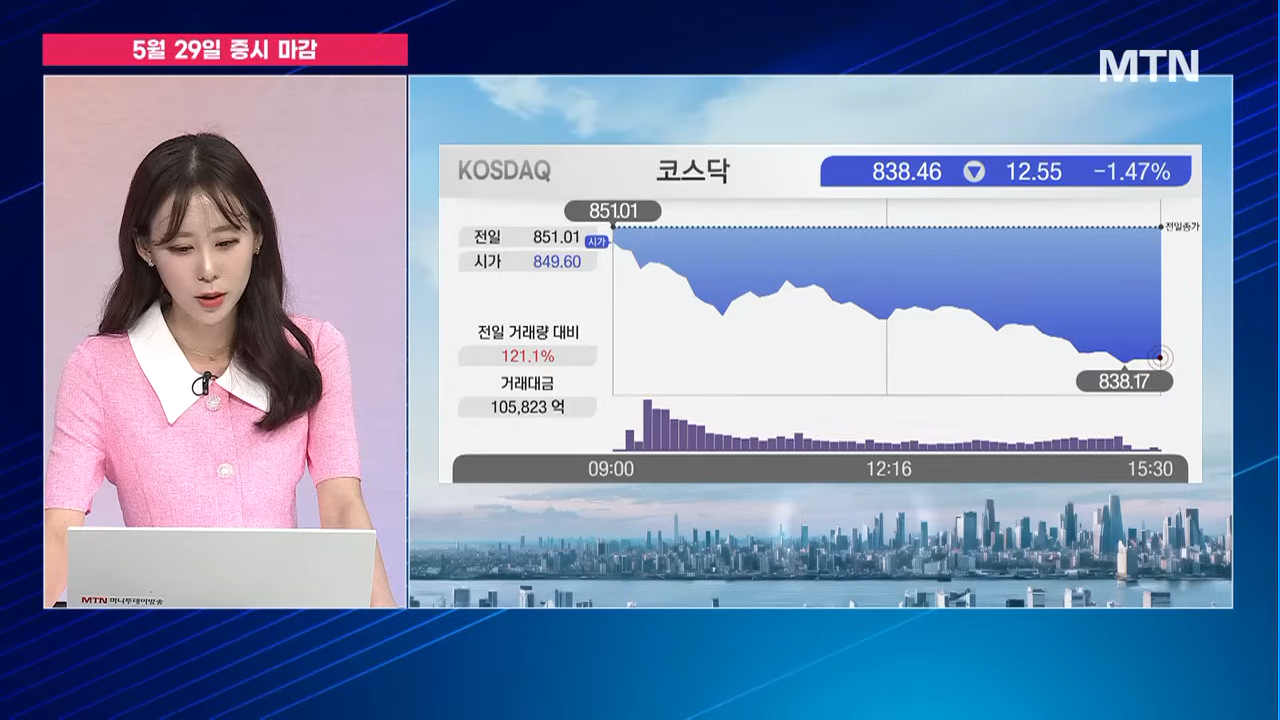 5월 29일 증시 마감
MTN
KOSDAQ
코스닥
838.46 ▼ 12.55 -1.47%
851.01
전일종가
전일 851.01
시가
시가 849.60
전일 거래량 대비
121.1%
거래대금
105,823 억
838.17
09:00
12:16
15:30
MTN 머니투데이방송